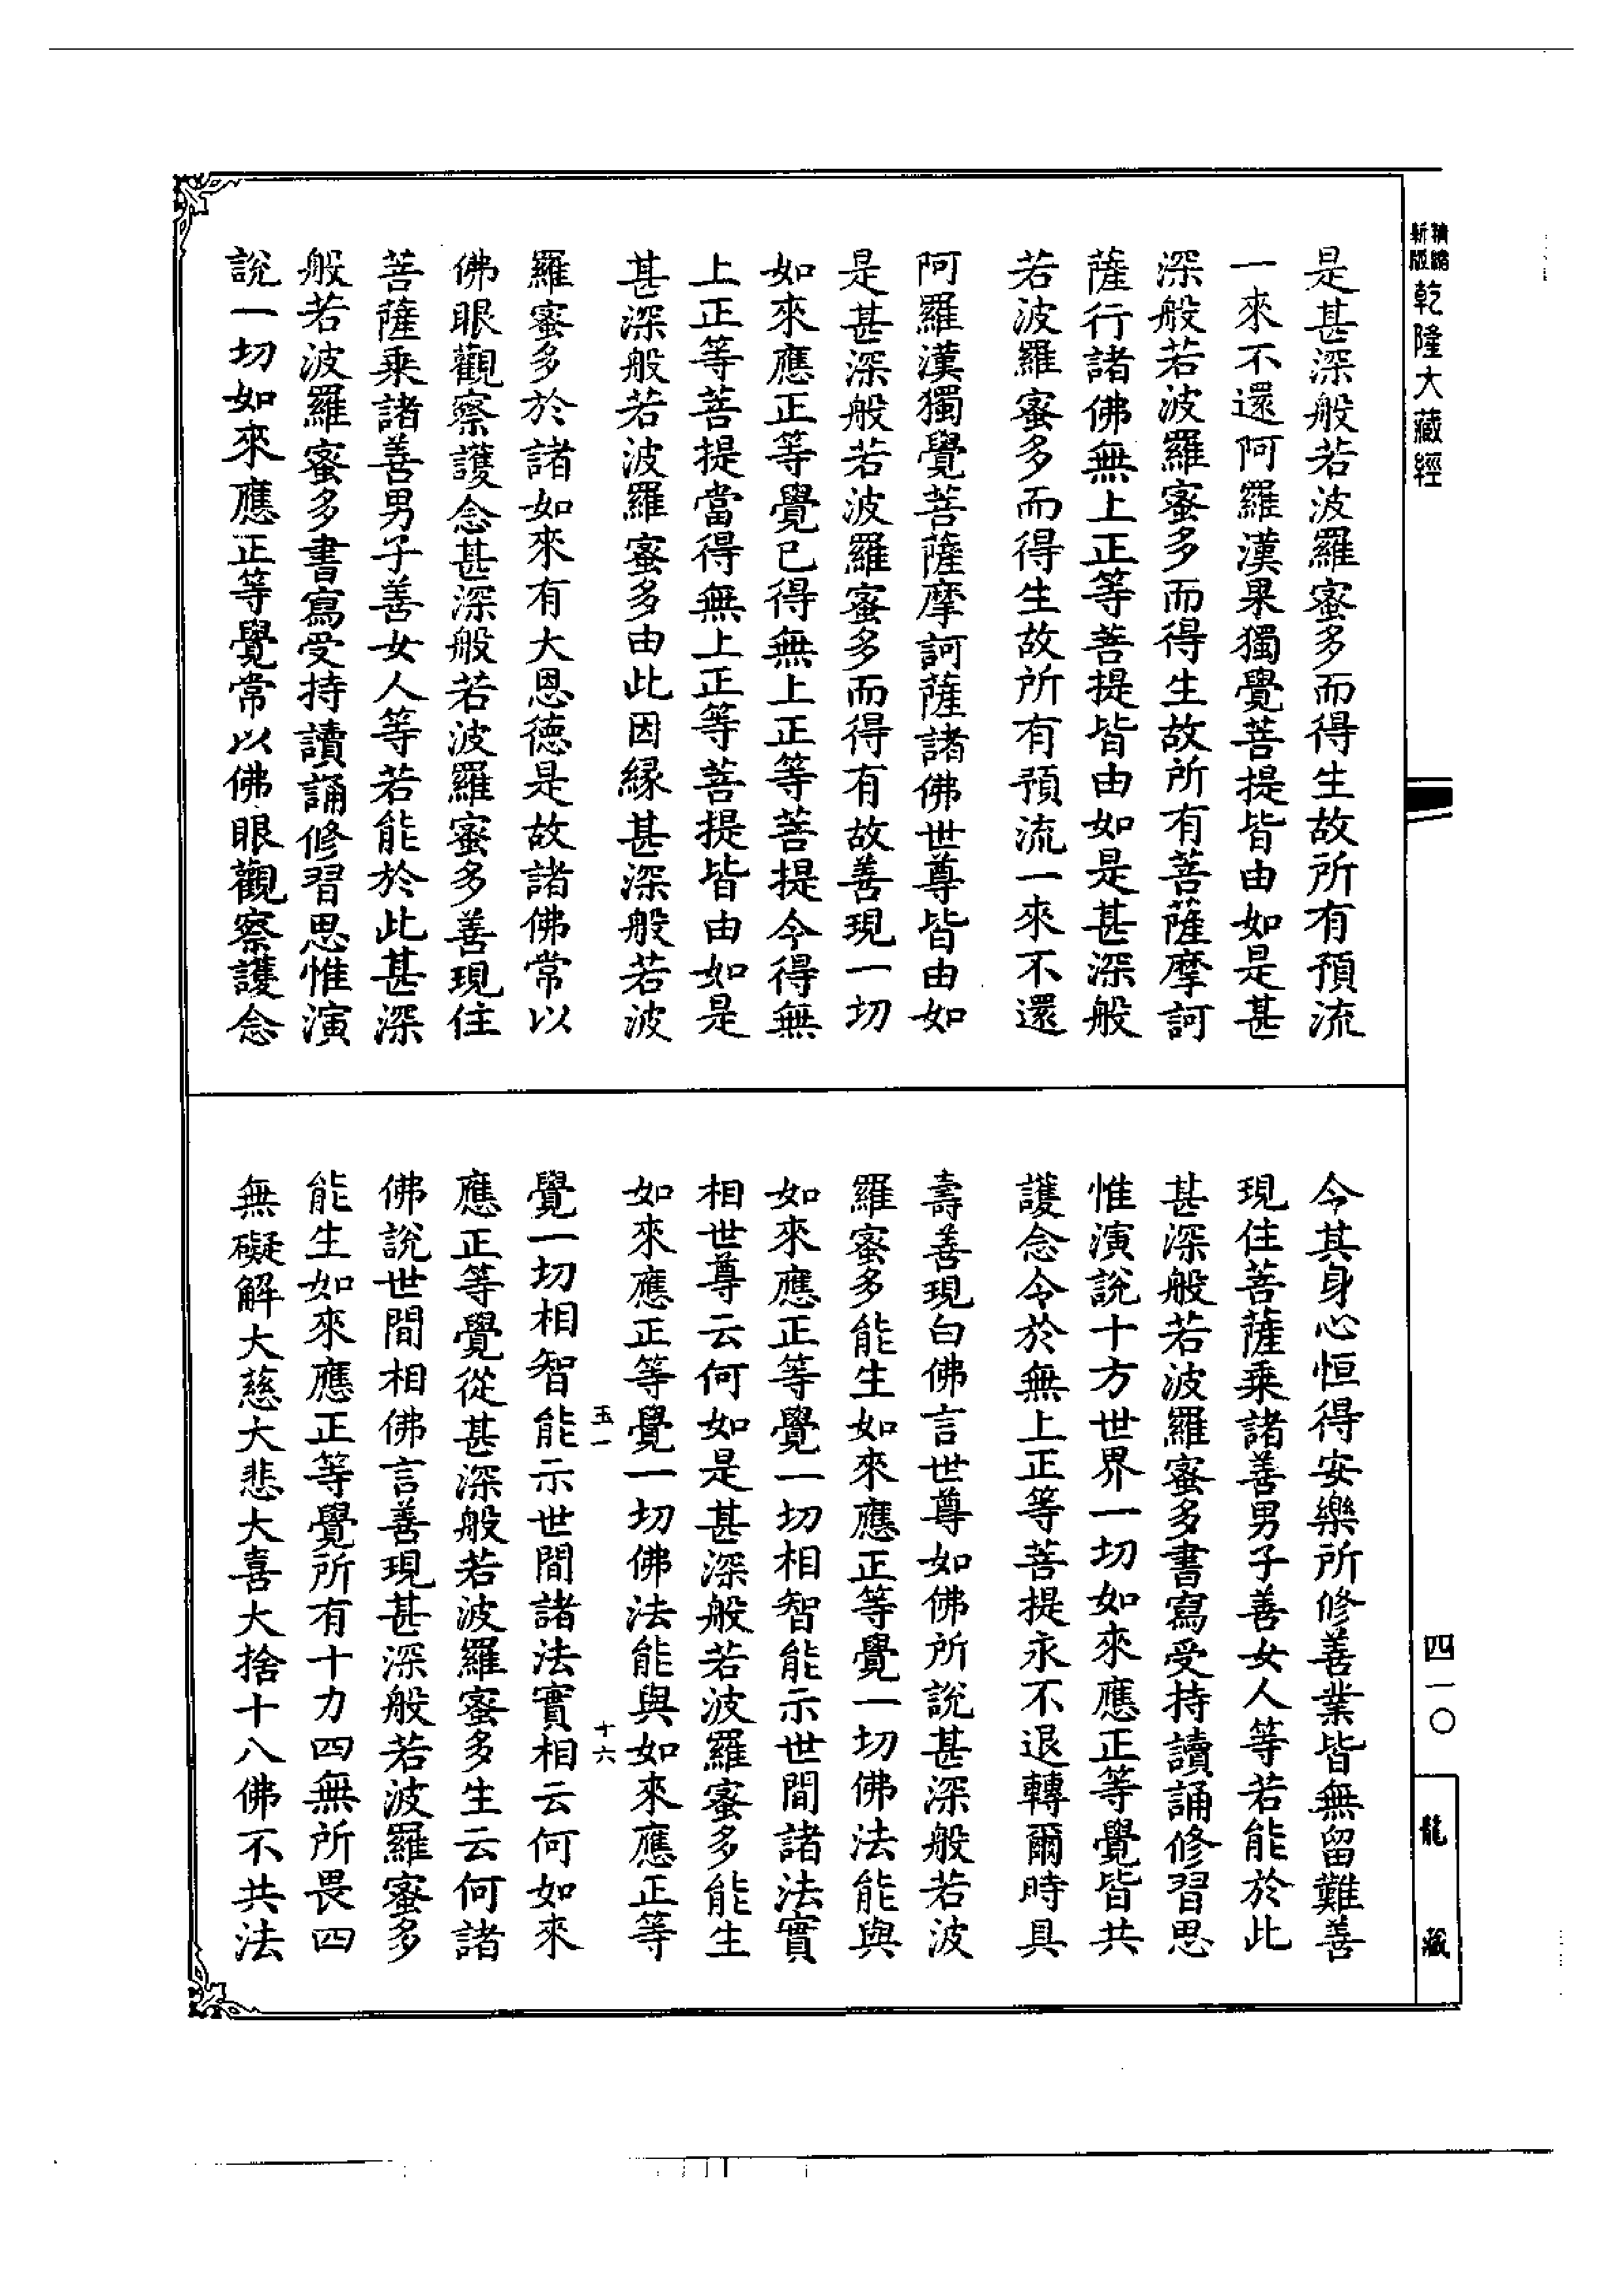 精縮新版乾隆大藏經
是甚深般若波羅蜜多而得生故所有預流
一來不還阿羅漢果獨覺菩提皆由如是甚
深般若波羅蜜多而得生故所有菩薩摩訶
薩行諸佛無上正等菩提皆由如是甚深般
若波羅蜜多而得生故所有預流一來不還
阿羅漢獨覺菩薩摩訶薩諸佛世尊皆由如
是甚深般若波羅蜜多而得有故善現一切
如來應正等覺已得無上正等菩提今得無
上正等菩提當得無上正等菩提皆由如是
甚深般若波羅蜜多由此因緣甚深般若波
羅蜜多於諸如來有大恩德是故諸佛常以
佛眼觀察護念甚深般若波羅蜜多善現住
菩薩乘諸善男子善女人等若能於此甚深
般若波羅蜜多書寫受持讀誦修習思惟演
說一切如來應正等覺常以佛眼觀察護念
令其身心恒得安樂所修善業皆無留難善
現住菩薩乘諸善男子善女人等若能於此
甚深般若波羅蜜多書寫受持讀誦修習思
惟演說十方世界一切如來應正等覺皆共
護念令於無上正等菩提永不退轉爾時具
壽善現白佛言世尊如佛所說甚深般若波
羅蜜多能生如來應正等覺一切佛法能與
如來應正等覺一切相智能示世間諸法實
相世尊云何如是甚深般若波羅蜜多能生
如來應正等覺一切佛法能與如來應正等
玉一 十六
覺一切相智能示世間諸法實相云何如來
應正等覺從甚深般若波羅蜜多生云何諸
佛說世間相佛言善現甚深般若波羅蜜多
能生如來應正等覺所有十力四無所畏四
無礙解大慈大悲大喜大捨十八佛不共法
四一〇
龍藏